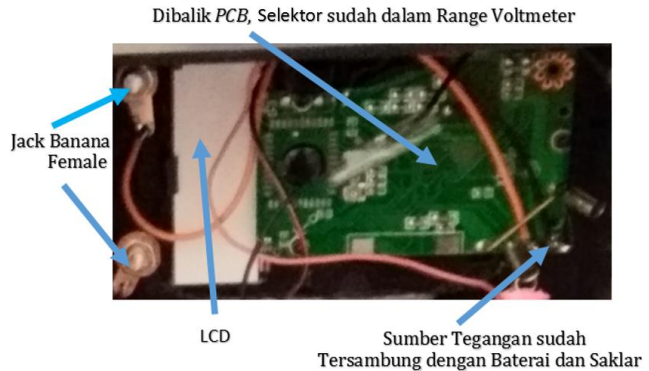 Dibalik PCB, Selektor sudah dalam Range Voltmeter
Jack Banana
Female
LCD
Sumber Tegangan sudah
Tersambung dengan Baterai dan Saklar